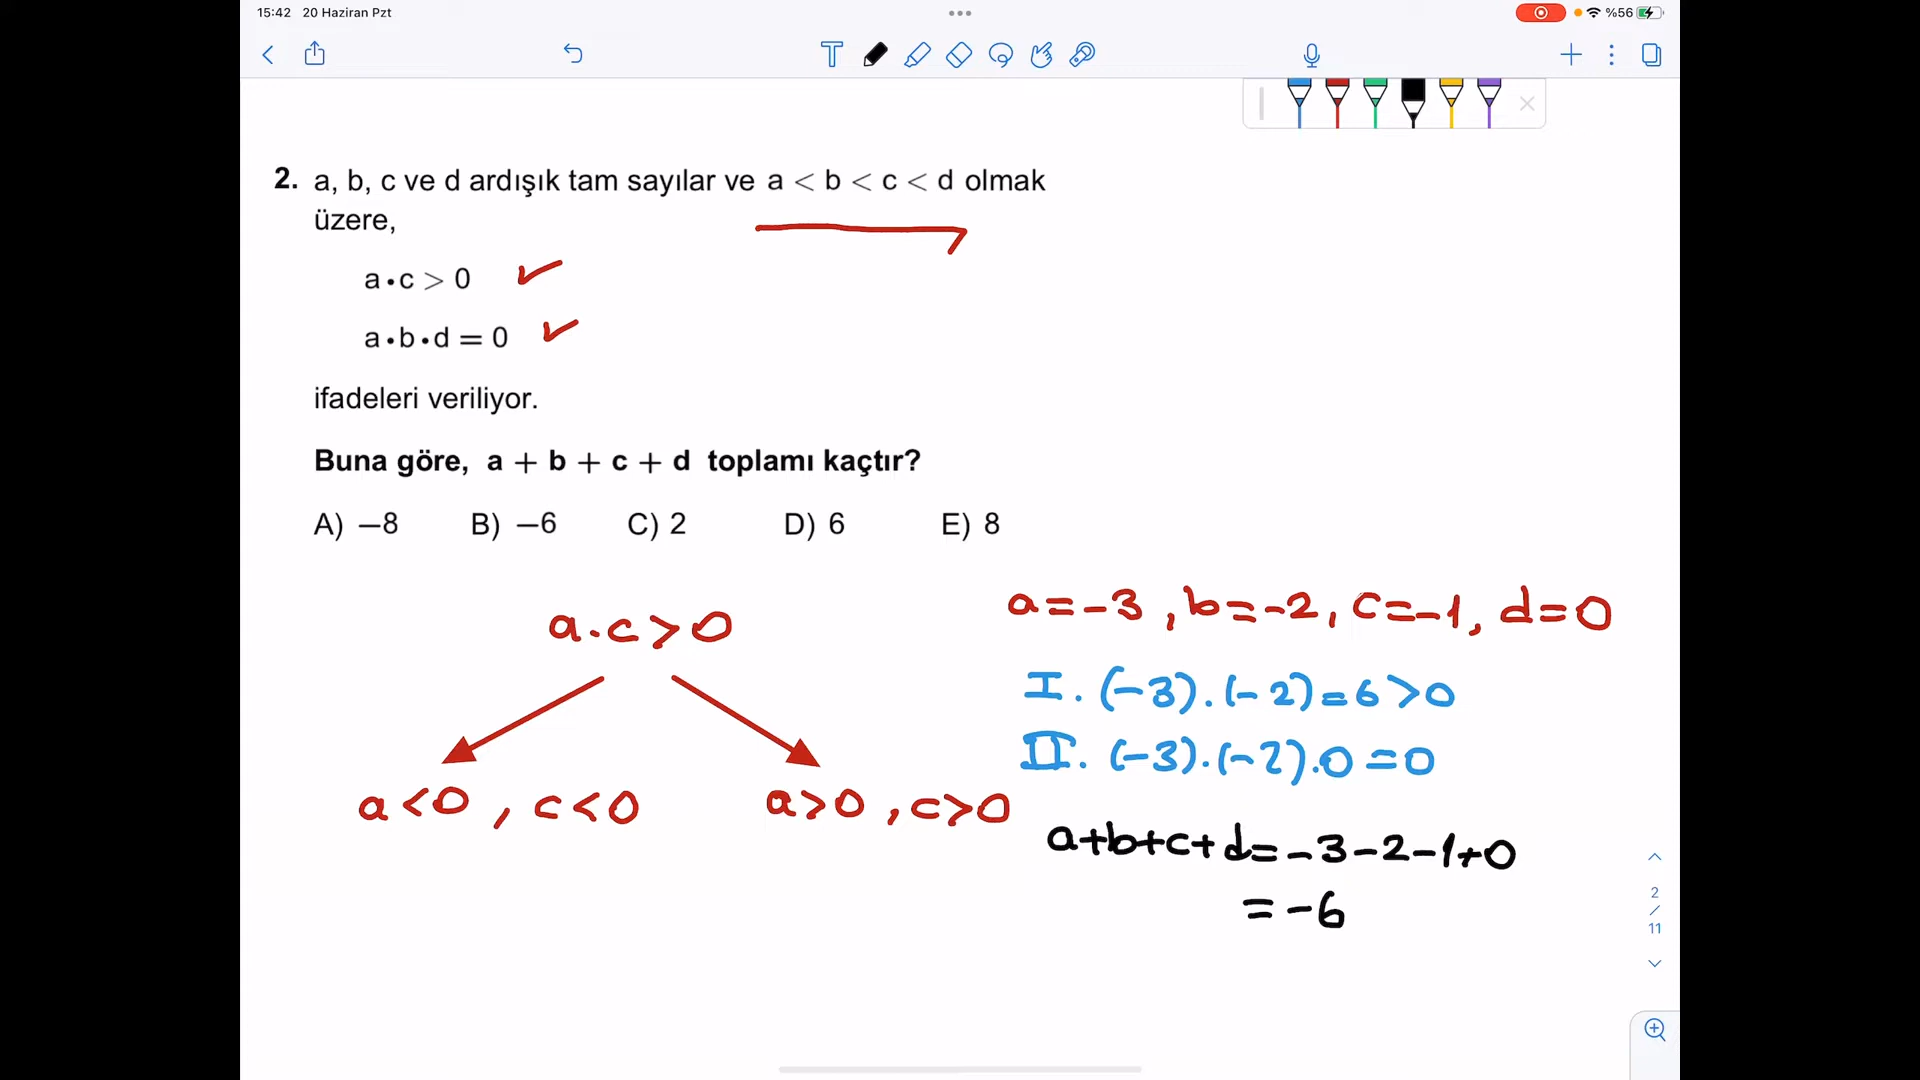 15:42 20 Haziran Pzt
%56
2. a, b, c ve d ardışık tam sayılar ve a < b < c < d olmak
üzere,
a•c > 0
a•b•d = 0
ifadeleri veriliyor.
Buna göre, a + b + c + d toplamı kaçtır?
A) −8 B) −6 C) 2 D) 6 E) 8
a.c>0
a<0, c<0 a>0, c>0
a=-3, b=-2, c=-1, d=0
I. (-3).(-2)=6>0
II. (-3).(-2).0=0
a+b+c+d=-3-2-1+0
=-6
2
/
11